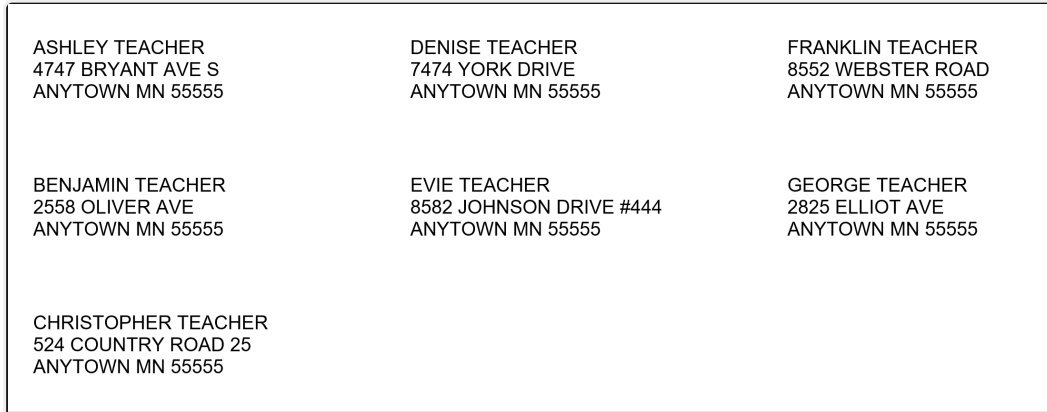 ASHLEY TEACHER
4747 BRYANT AVE S
ANYTOWN MN 55555
DENISE TEACHER
7474 YORK DRIVE
ANYTOWN MN 55555
FRANKLIN TEACHER
8552 WEBSTER ROAD
ANYTOWN MN 55555
BENJAMIN TEACHER
2558 OLIVER AVE
ANYTOWN MN 55555
EVIE TEACHER
8582 JOHNSON DRIVE #444
ANYTOWN MN 55555
GEORGE TEACHER
2825 ELLIOT AVE
ANYTOWN MN 55555
CHRISTOPHER TEACHER
524 COUNTRY ROAD 25
ANYTOWN MN 55555